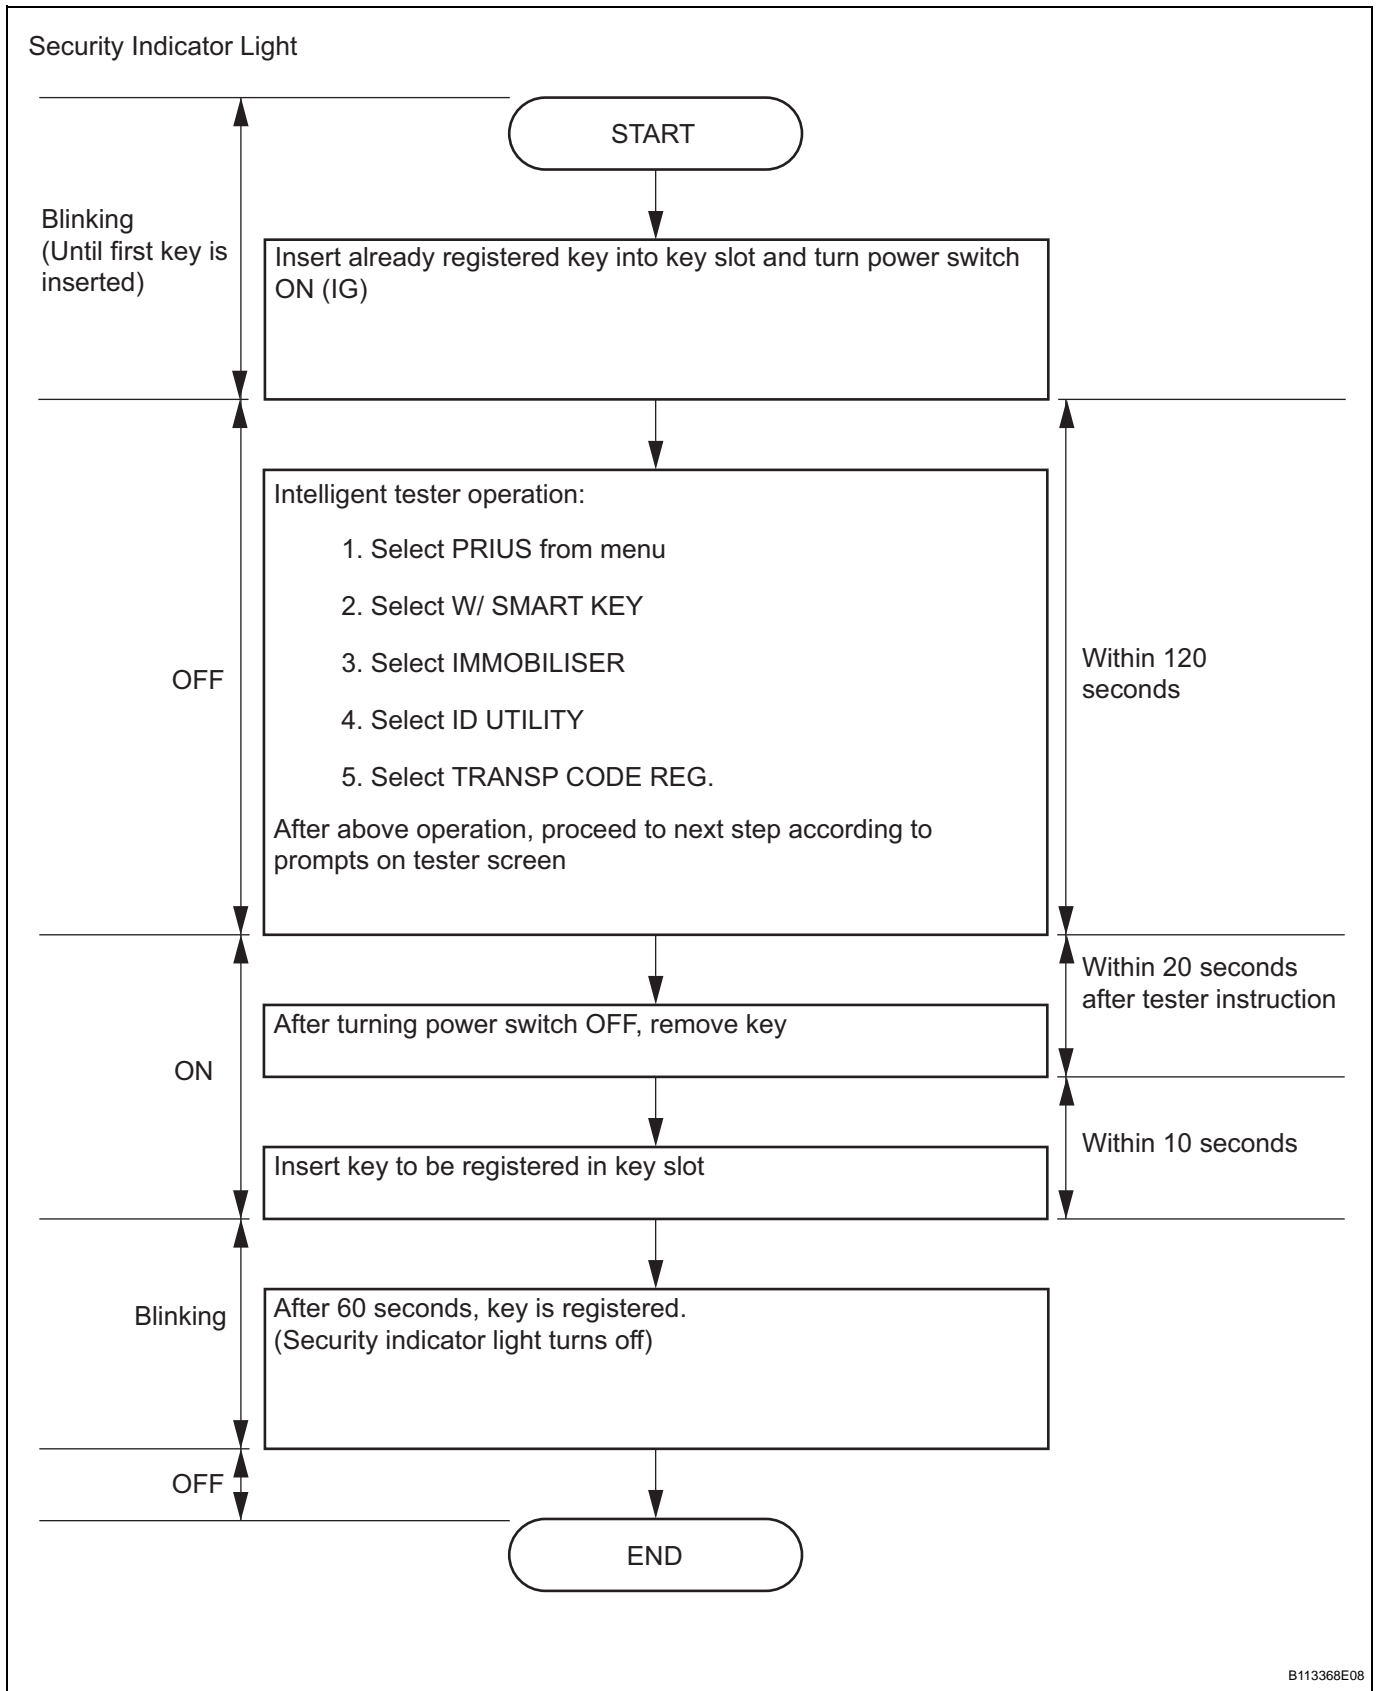 Security Indicator Light
START
Blinking
(Until first key is
inserted)
Insert already registered key into key slot and turn power switch
ON (IG)
Intelligent tester operation:
1. Select PRIUS from menu
2. Select W/ SMART KEY
3. Select IMMOBILISER
4. Select ID UTILITY
5. Select TRANSP CODE REG.
After above operation, proceed to next step according to
prompts on tester screen
OFF
Within 120
seconds
Within 20 seconds
after tester instruction
After turning power switch OFF, remove key
ON
Within 10 seconds
Insert key to be registered in key slot
Blinking
After 60 seconds, key is registered.
(Security indicator light turns off)
OFF
END
B113368E08